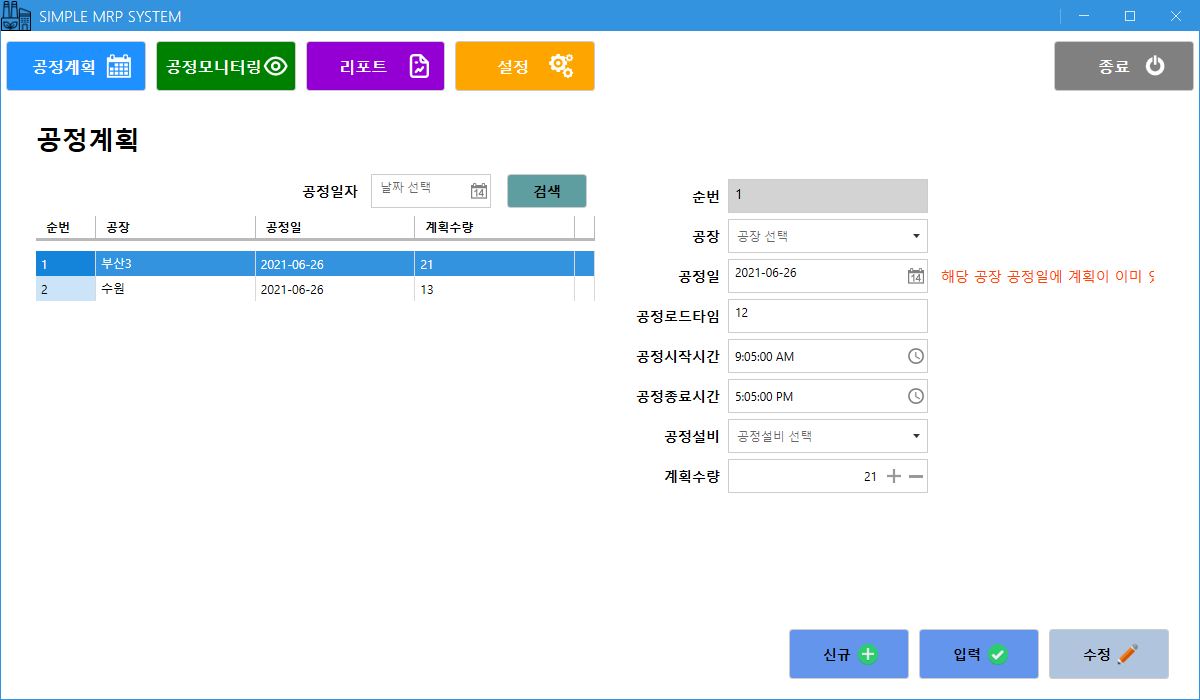 SIMPLE MRP SYSTEM
공정계획 공정모니터링 리포트 설정 종료
공정계획
공정일자 날짜 선택 14 검색
순번 공장 공정일 계획수량
1 부산3 2021-06-26 21
2 수원 2021-06-26 13
순번 1
공장 공장 선택
공정일 2021-06-26 14 해당 공장 공정일에 계획이 이미
공정로드타임 12
공정시작시간 9:05:00 AM
공정종료시간 5:05:00 PM
공정설비 공정설비 선택
계획수량 21
신규 입력 수정